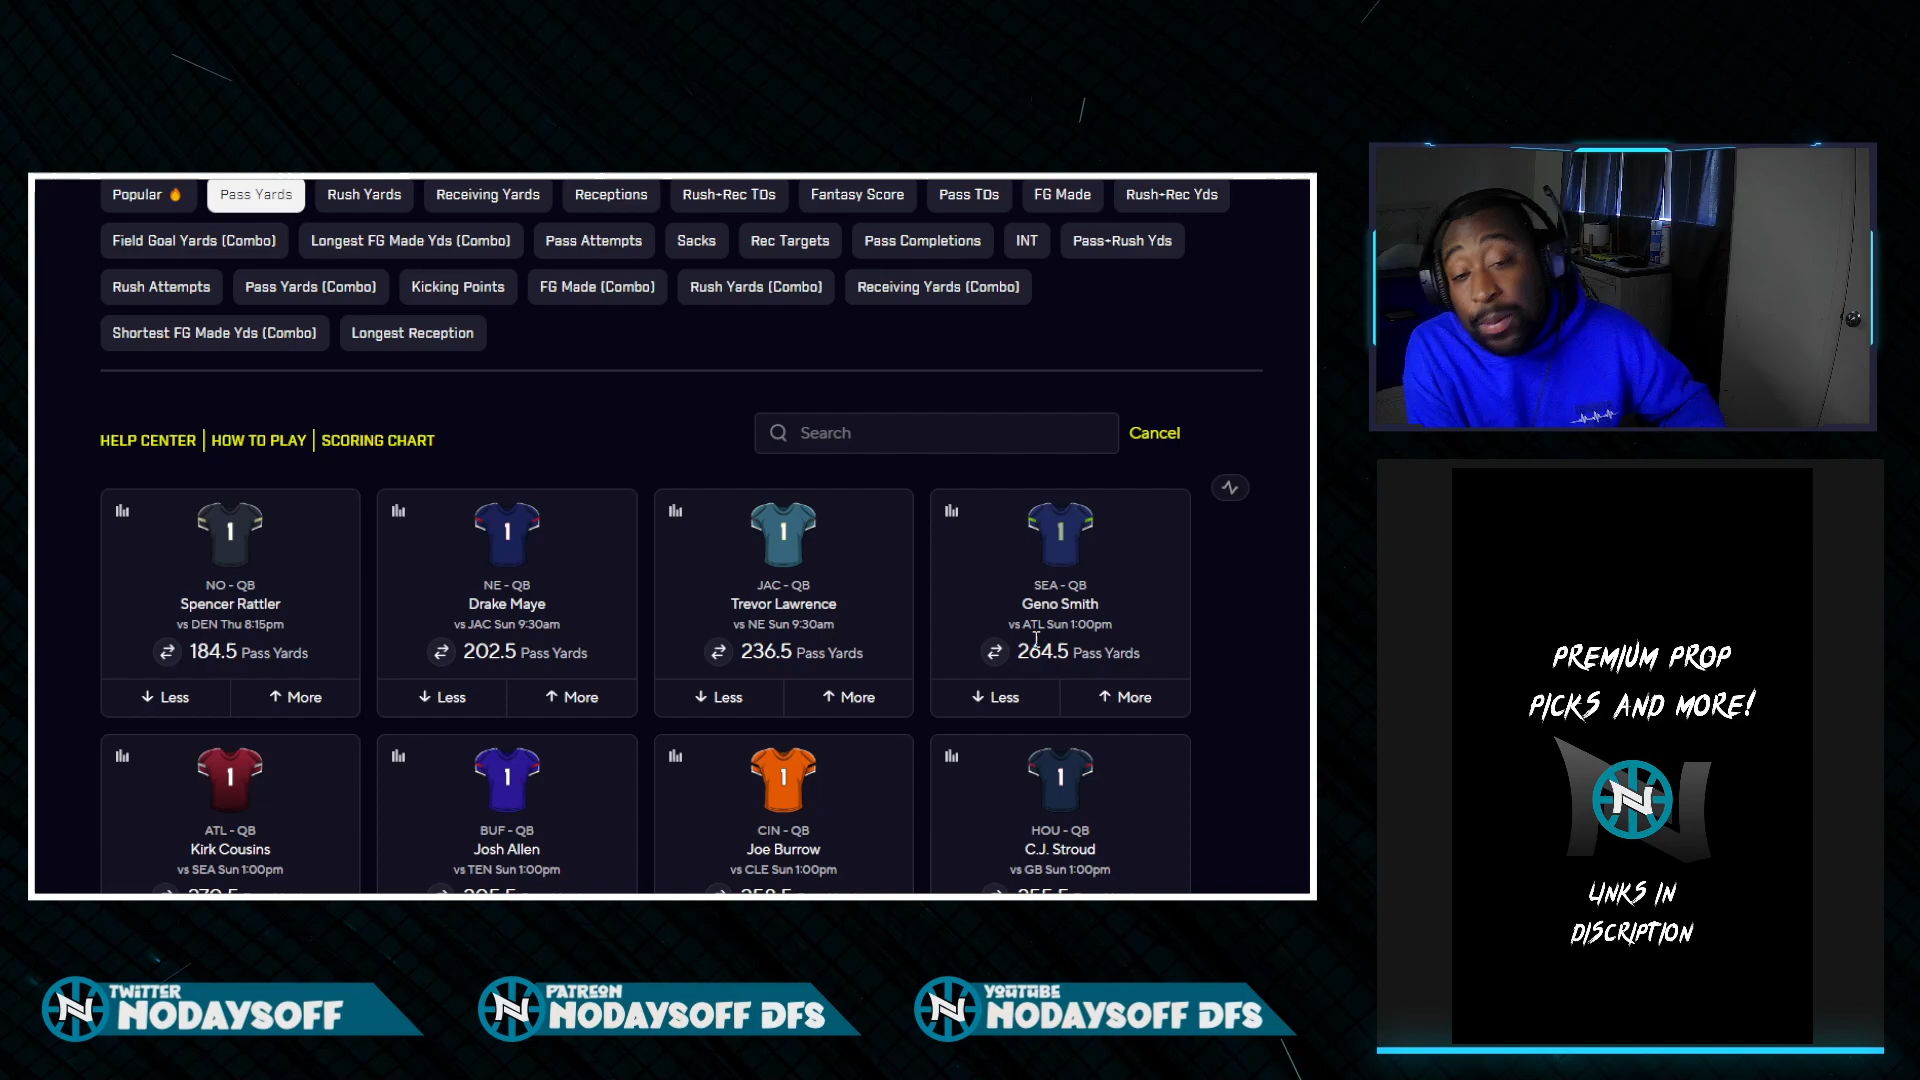 Popular
Pass Yards
Rush Yards
Receiving Yards
Receptions
Rush+Rec TDs
Fantasy Score
Pass TDs
FG Made
Rush+Rec Yds
Field Goal Yards (Combo)
Longest FG Made Yds (Combo)
Pass Attempts
Sacks
Rec Targets
Pass Completions
INT
Pass+Rush Yds
Rush Attempts
Pass Yards (Combo)
Kicking Points
FG Made (Combo)
Rush Yards (Combo)
Receiving Yards (Combo)
Shortest FG Made Yds (Combo)
Longest Reception
HELP CENTER | HOW TO PLAY | SCORING CHART
Search
Cancel
1
NO - QB
Spencer Rattler
vs DEN Thu 8:15pm
184.5 Pass Yards
Less
More
1
NE - QB
Drake Maye
vs JAC Sun 9:30am
202.5 Pass Yards
Less
More
1
JAC - QB
Trevor Lawrence
vs NE Sun 9:30am
236.5 Pass Yards
Less
More
1
SEA - QB
Geno Smith
vs ATL Sun 1:00pm
264.5 Pass Yards
Less
More
1
ATL - QB
Kirk Cousins
vs SEA Sun 1:00pm
1
BUF - QB
Josh Allen
vs TEN Sun 1:00pm
1
CIN - QB
Joe Burrow
vs CLE Sun 1:00pm
1
HOU - QB
C.J. Stroud
vs GB Sun 1:00pm
PREMIUM PROP
PICKS AND MORE!
N
LINKS IN
DISCRIPTION
N
TWITTER
NODAYSOFF
N
PATREON
NODAYSOFF DFS
N
YOUTUBE
NODAYSOFF DFS